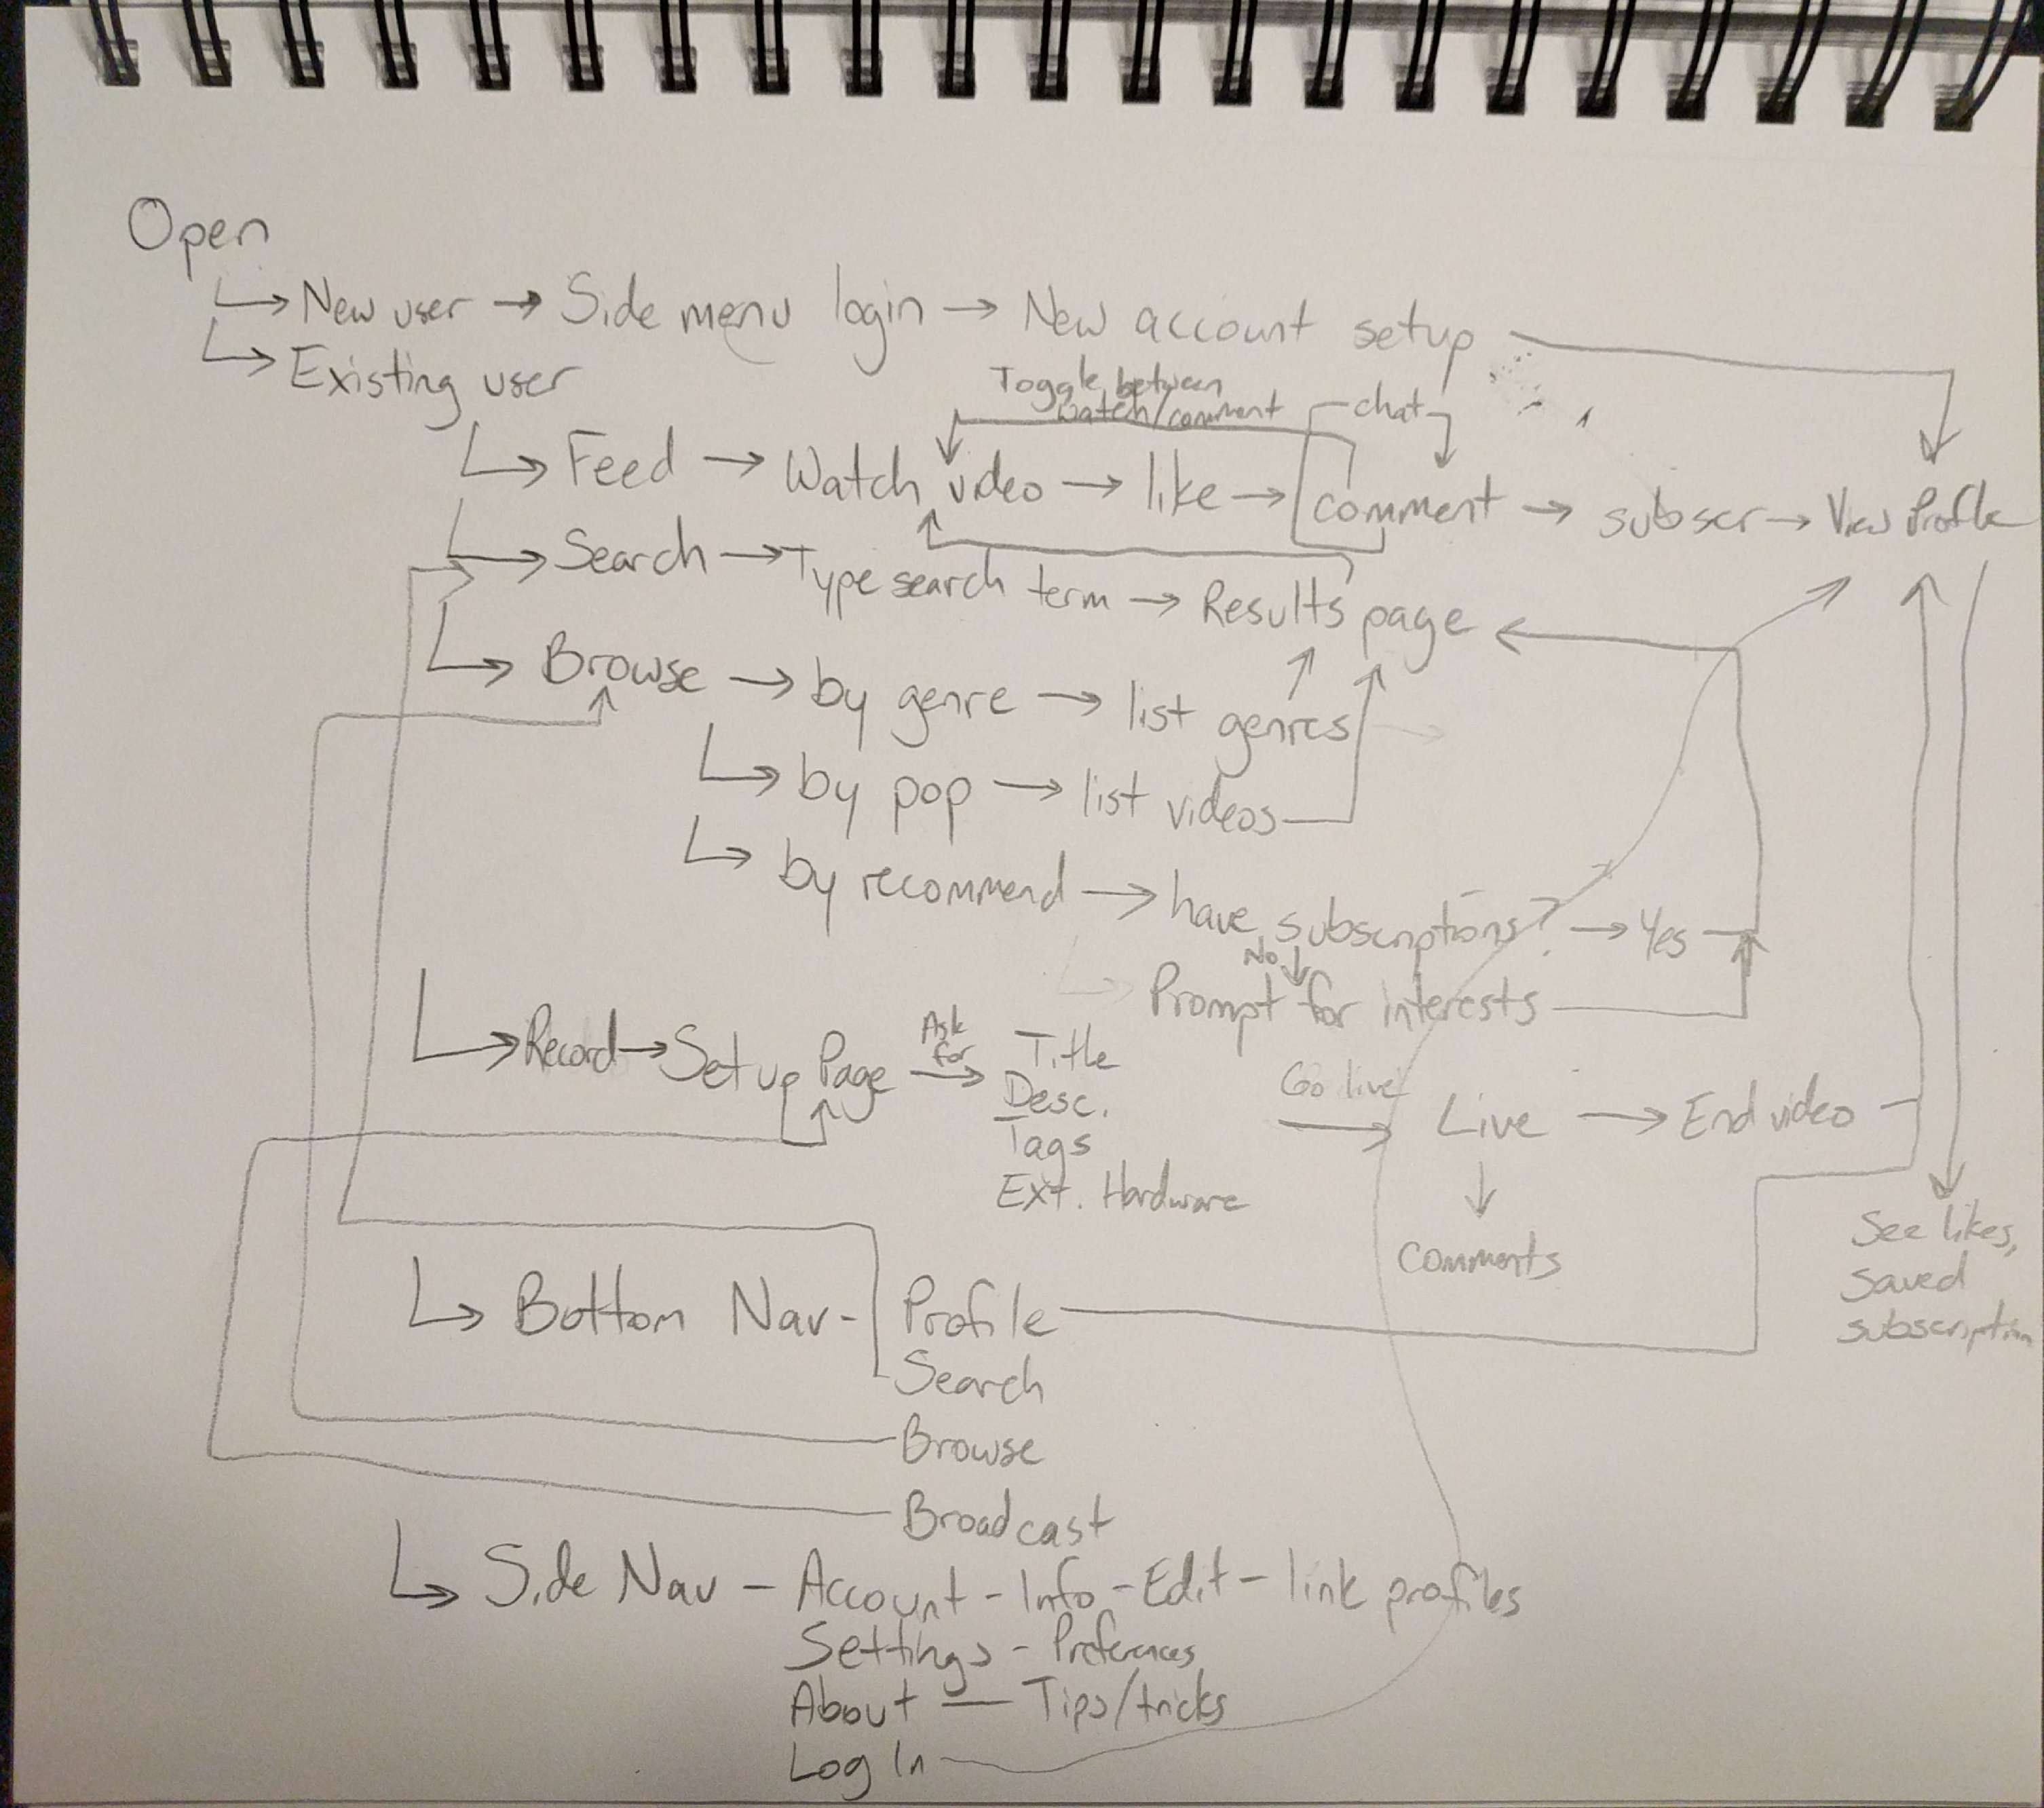 Open
New user → Side menu login → New account setup
Existing user
Toggle between
watch/comment
chat
Feed → Watch video → like → comment → subscr → View Profile
Search → Type search term → Results page
Browse → by genre → list genres
by pop → list videos
by recommend → have subscriptions? → Yes
No
Prompt for interests
Record → Set up Page
Ask
for
Title
Desc.
Tags
Ext. Hardware
Go live
Live → End video
Comments
See likes,
saved
subscription
Bottom Nav - Profile
Search
Browse
Broadcast
Side Nav - Account - Info - Edit - link profiles
Settings - Preferences
About - Tips/tricks
Log In